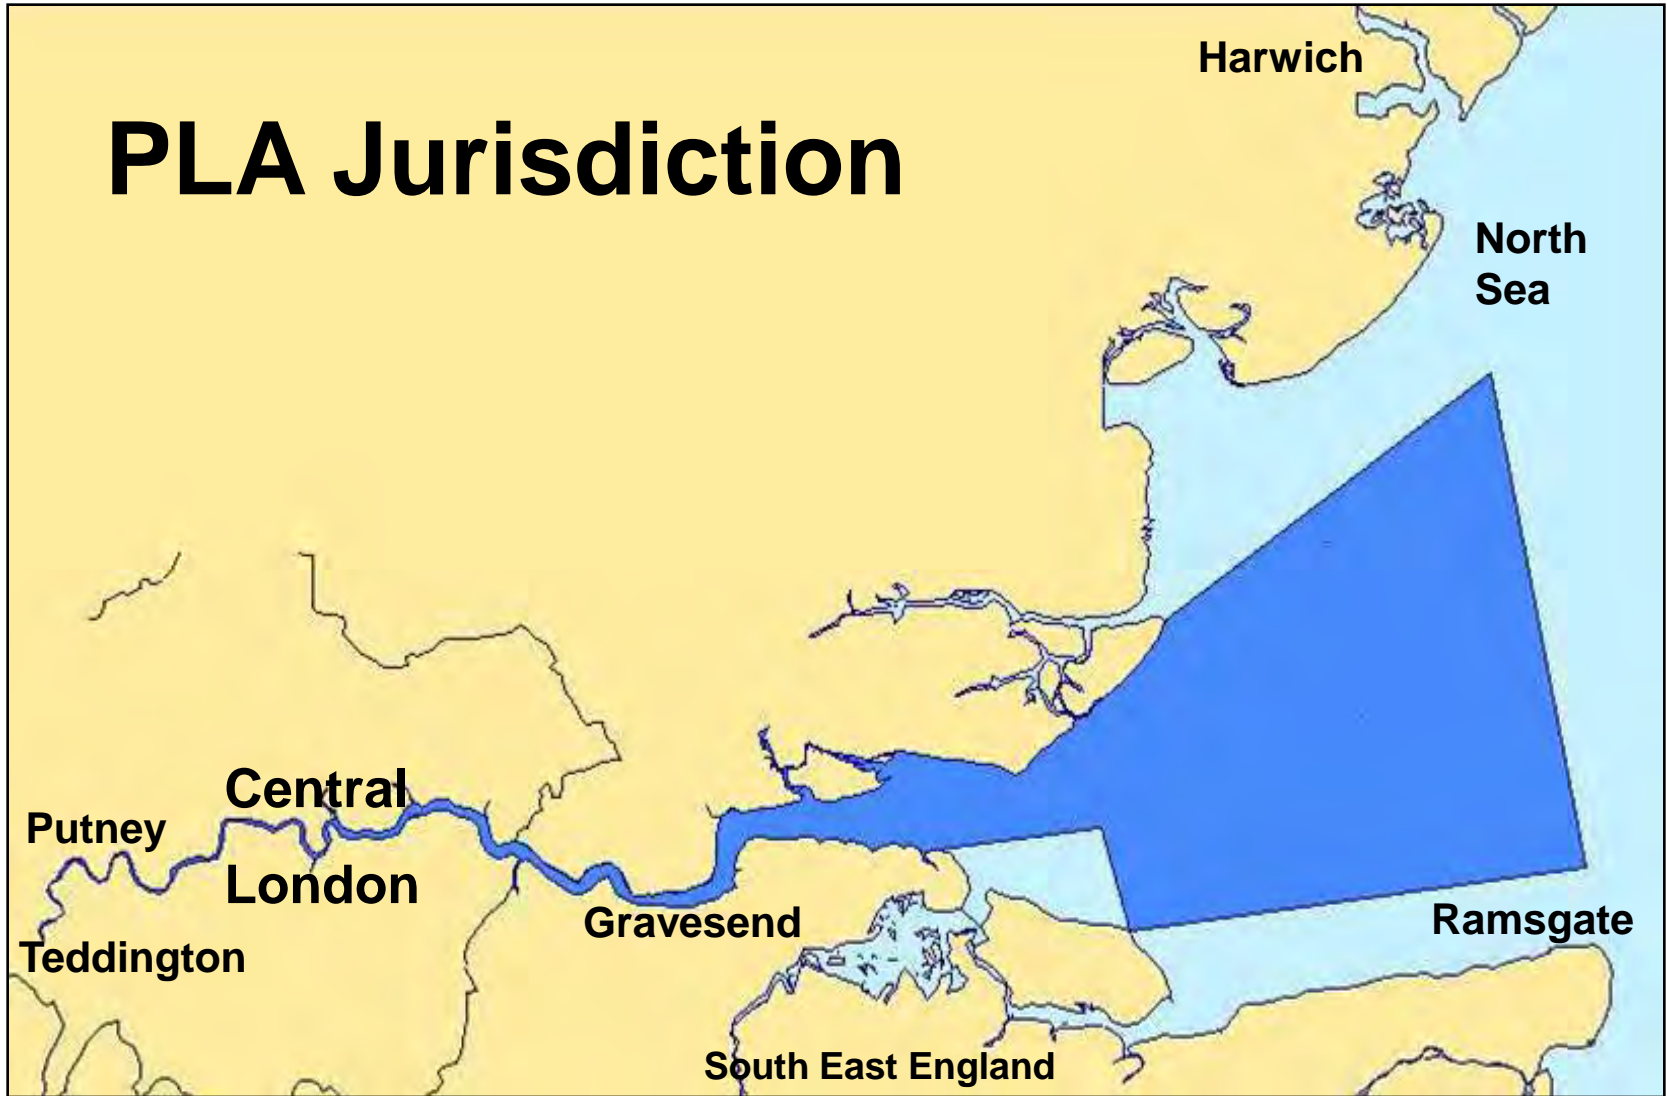 Harwich
PLA Jurisdiction
North
Sea
Central
Putney
London
Gravesend
Ramsgate
Teddington
South East England